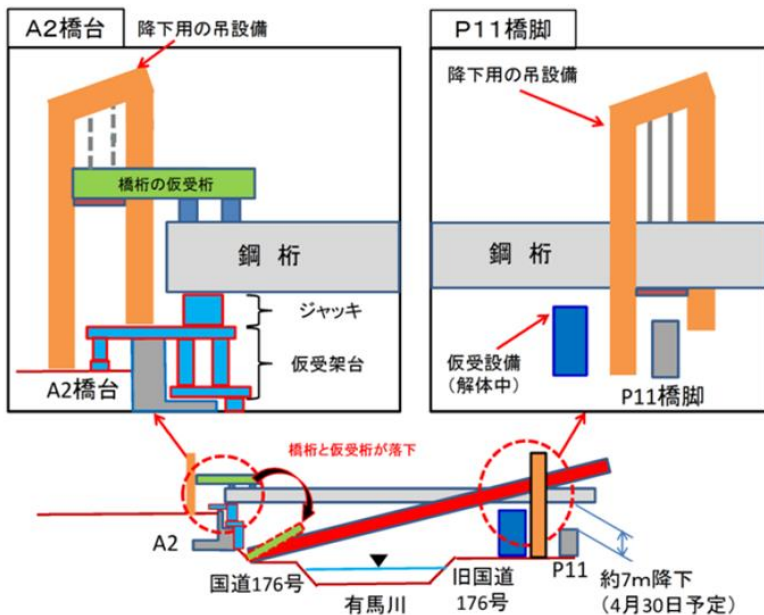 A2橋台
降下用の吊設備
橋桁の仮受桁
鋼桁
ジャッキ
仮受架台
A2橋台
P11橋脚
降下用の吊設備
鋼桁
仮受設備
(解体中)
P11橋脚
橋桁と仮受桁が落下
A2
国道176号
有馬川
旧国道
176号
P11
約7m降下
(4月30日予定)